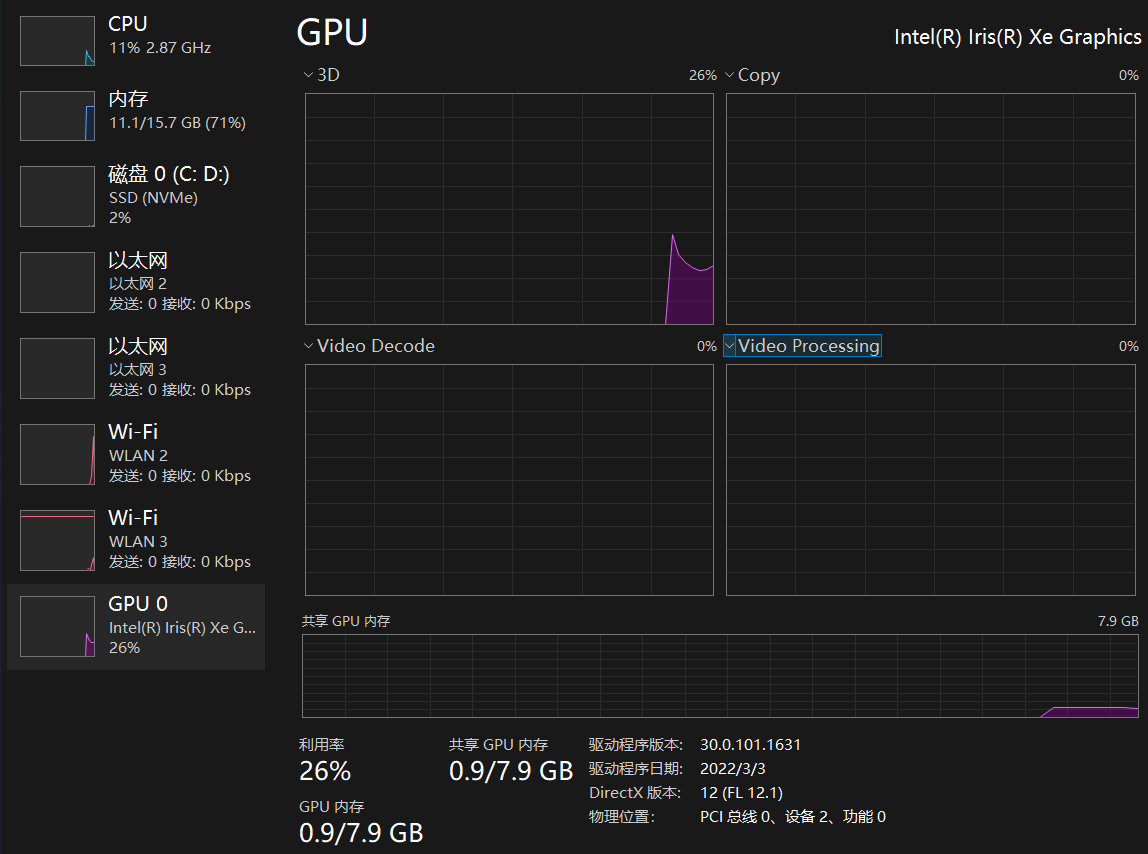 CPU
11% 2.87 GHz
内存
11.1/15.7 GB (71%)
磁盘 0 (C: D:)
SSD (NVMe)
2%
以太网
以太网 2
发送: 0 接收: 0 Kbps
以太网
以太网 3
发送: 0 接收: 0 Kbps
Wi-Fi
WLAN 2
发送: 0 接收: 0 Kbps
Wi-Fi
WLAN 3
发送: 0 接收: 0 Kbps
GPU 0
Intel(R) Iris(R) Xe G...
26%
GPU
Intel(R) Iris(R) Xe Graphics
3D 26%
Copy 0%
Video Decode 0%
Video Processing 0%
共享 GPU 内存 7.9 GB
利用率
26%
共享 GPU 内存
0.9/7.9 GB
GPU 内存
0.9/7.9 GB
驱动程序版本: 30.0.101.1631
驱动程序日期: 2022/3/3
DirectX 版本: 12 (FL 12.1)
物理位置: PCI 总线 0、设备 2、功能 0